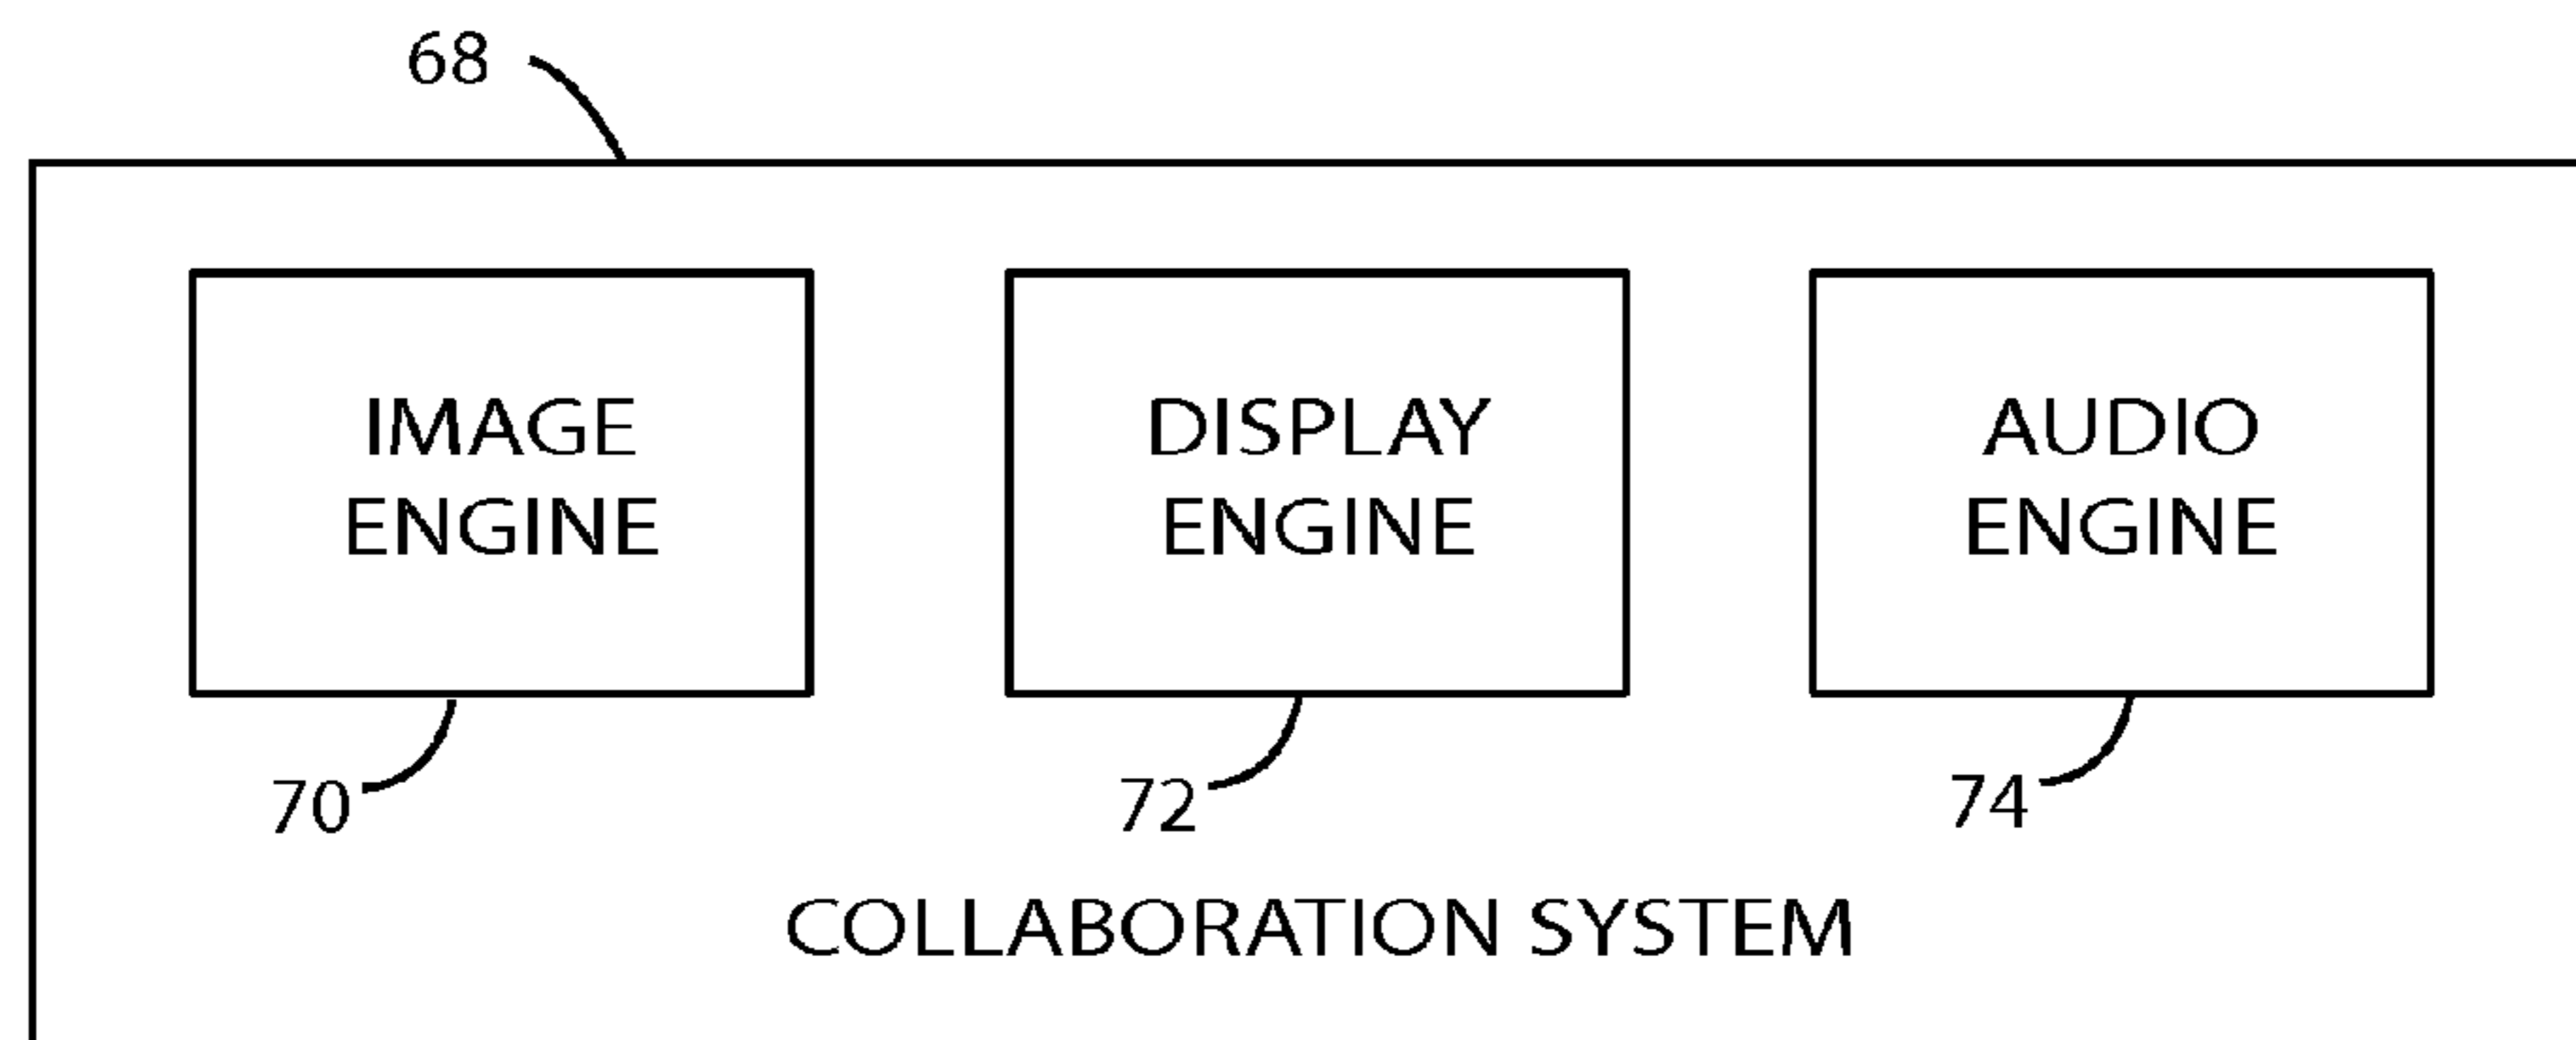 68
IMAGE
ENGINE
DISPLAY
ENGINE
AUDIO
ENGINE
70
72
74
COLLABORATION SYSTEM